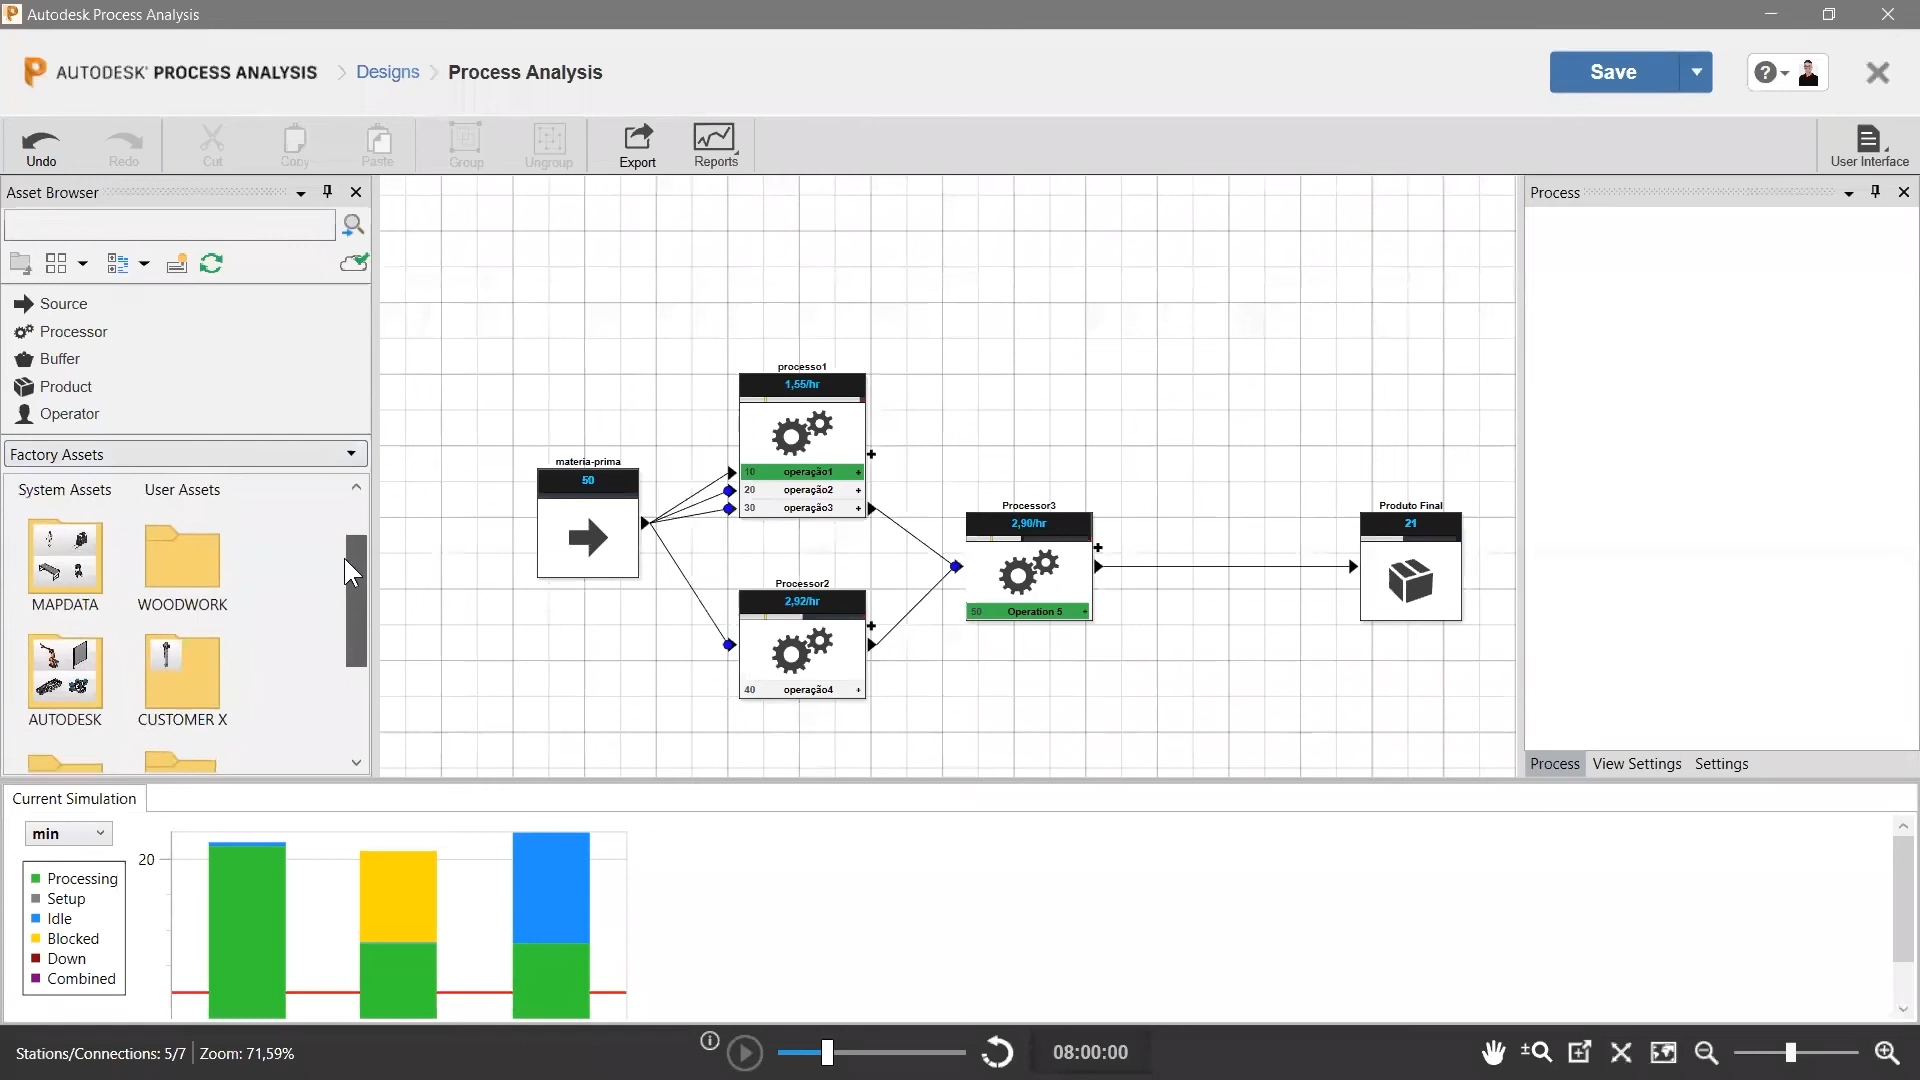 Autodesk Process Analysis
AUTODESK® PROCESS ANALYSIS Designs Process Analysis
Save
Undo Redo Cut Copy Paste Group Ungroup Export Reports User Interface
Asset Browser
Source
Processor
Buffer
Product
Operator
Factory Assets
System Assets User Assets
MAPDATA WOODWORK
AUTODESK CUSTOMER X
materia-prima
50
processo1
1,55/hr
10 operação1 +
20 operação2 +
30 operação3 +
Processor2
2,92/hr
40 operação4 +
Processor3
2,90/hr
50 Operation 5 +
Produto Final
21
Process
Process View Settings Settings
Current Simulation
min
Processing
Setup
Idle
Blocked
Down
Combined
20
Stations/Connections: 5/7 Zoom: 71,59%
08:00:00